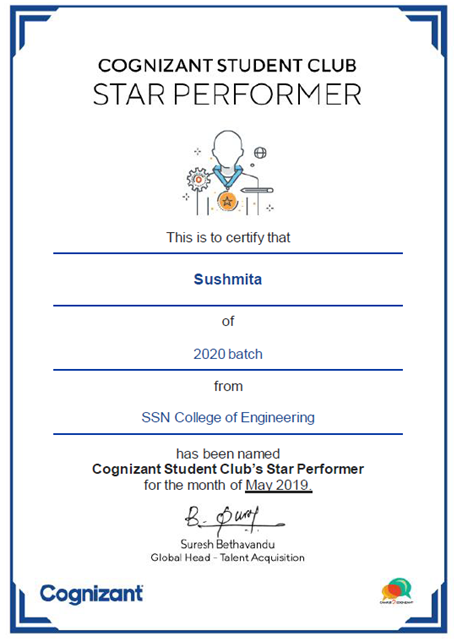 COGNIZANT STUDENT CLUB
STAR PERFORMER
This is to certify that
Sushmita
of
2020 batch
from
SSN College of Engineering
has been named
Cognizant Student Club's Star Performer
for the month of May 2019.
Suresh Bethavandu
Global Head – Talent Acquisition
Cognizant